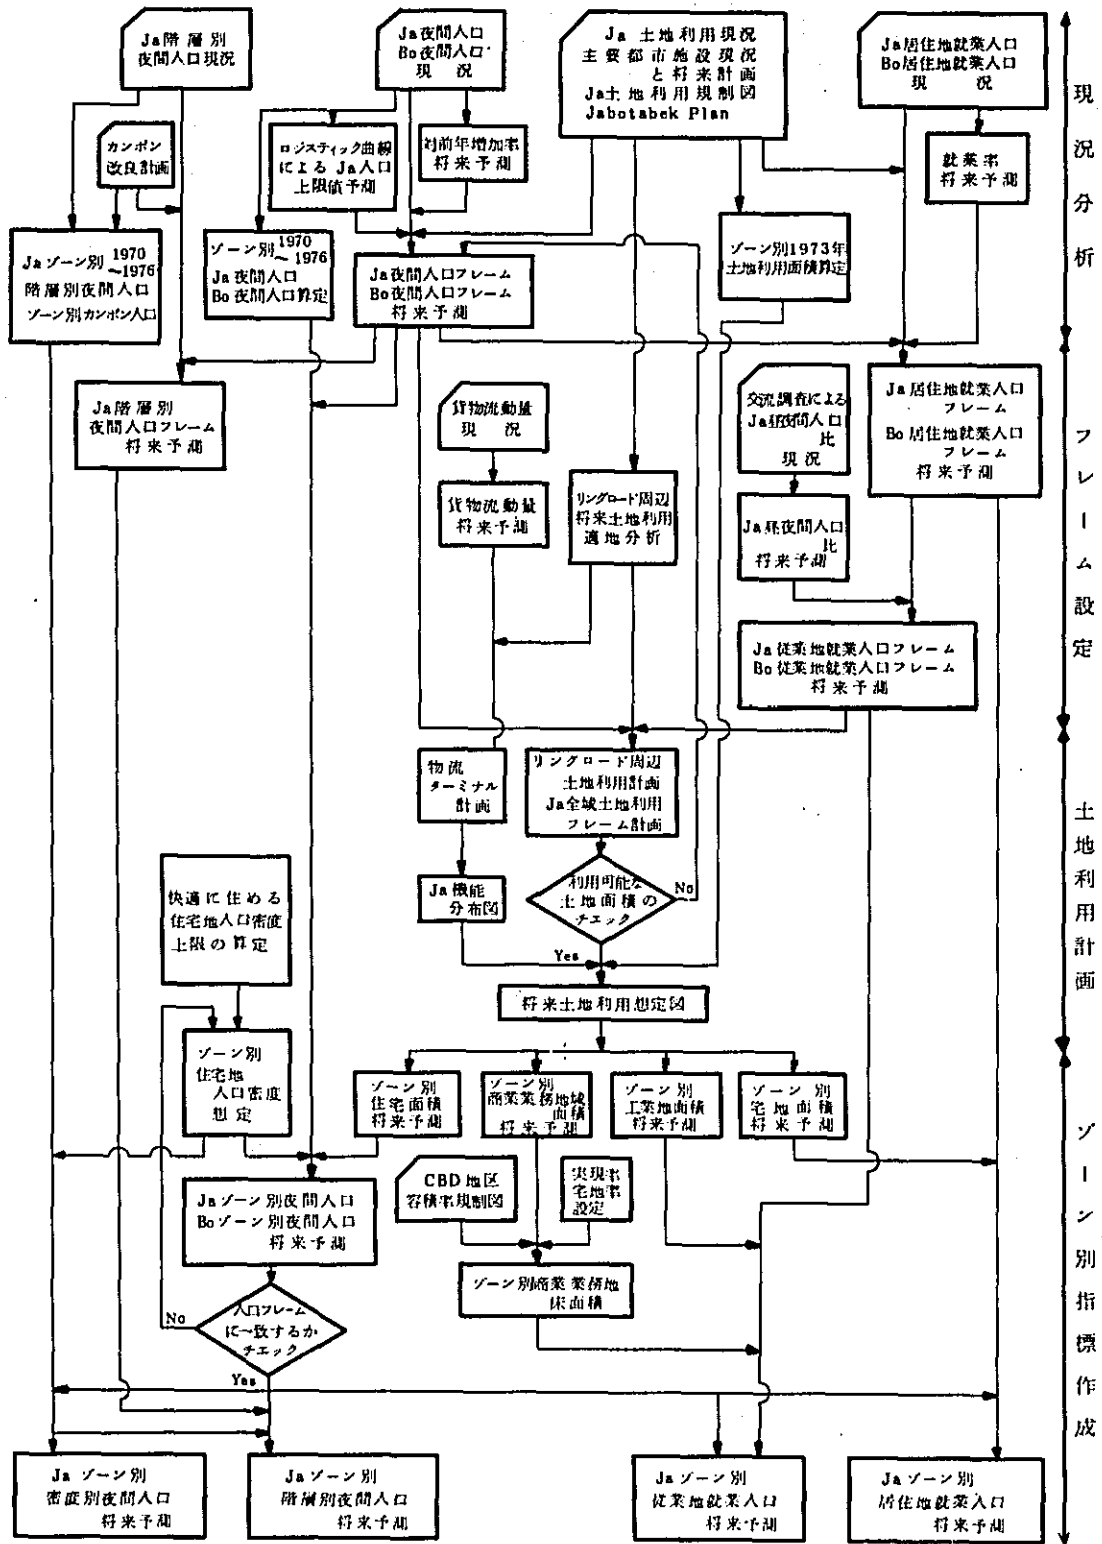 Ja階層別
夜間人口現況
Ja夜間人口
Bo夜間人口
現況
Ja 土地利用現況
主要都市施設現況
と将来計画
Ja土地利用規制図
Jabotabek Plan
Ja居住地就業人口
Bo居住地就業人口
現況
カンポン
改良計画
ロジスティック曲線
による Ja人口
上限値予測
対前年増加率
将来予測
就業率
将来予測
Jaゾーン別 1970
～1976
階層別夜間人口
ゾーン別カンポン人口
ゾーン別 1970
～1976
Ja夜間人口
Bo夜間人口算定
Ja夜間人口フレーム
Bo夜間人口フレーム
将来予測
ゾーン別1973年
土地利用面積算定
現況分析
Ja階層別
夜間人口フレーム
将来予測
貨物流動量
現況
交流調査による
Ja昼夜間人口
比
現況
Ja居住地就業人口
フレーム
Bo居住地就業人口
フレーム
将来予測
貨物流動量
将来予測
リングロード周辺
将来土地利用
適地分析
Ja昼夜間人口
比
将来予測
Ja従業地就業人口フレーム
Bo従業地就業人口フレーム
将来予測
フレーム設定
物流
ターミナル
計画
リングロード周辺
土地利用計画
Ja全域土地利用
フレーム計画
快適に住める
住宅地人口密度
上限の算定
Ja機能
分布図
利用可能な
土地面積の
チェック
No
Yes
将来土地利用想定図
土地利用計画
ゾーン別
住宅地
人口密度
想定
ゾーン別
住宅面積
将来予測
ゾーン別
商業業務地域
面積
将来予測
ゾーン別
工業地面積
将来予測
ゾーン別
宅地面積
将来予測
CBD地区
容積率規制図
実現率
宅地率
設定
Jaゾーン別夜間人口
Boゾーン別夜間人口
将来予測
ゾーン別商業業務地
床面積
人口フレーム
に一致するか
チェック
No
Yes
Jaゾーン別
密度別夜間人口
将来予測
Jaゾーン別
階層別夜間人口
将来予測
Jaゾーン別
従業地就業人口
将来予測
Jaゾーン別
居住地就業人口
将来予測
ゾーン別指標作成